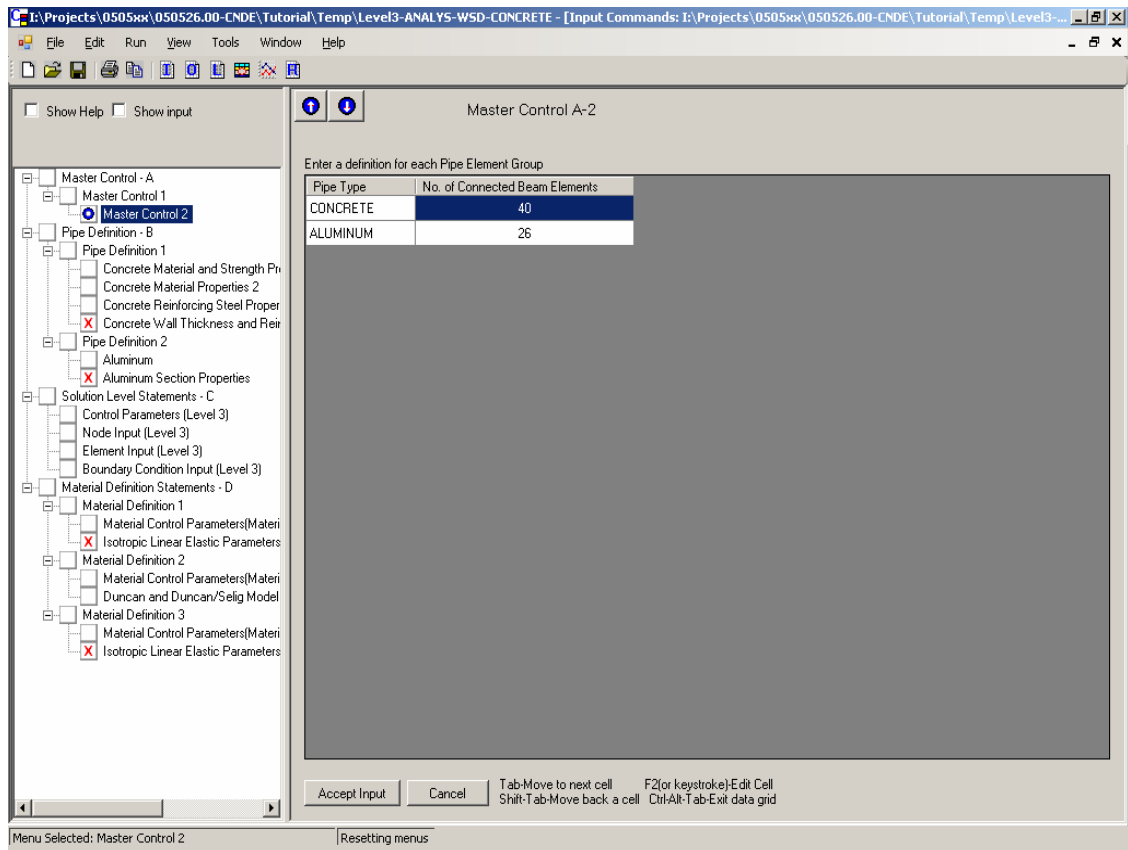 I:\Projects\0505xx\050526.00-CNDE\Tutorial\Temp\Level3-ANALYS-WSD-CONCRETE - [Input Commands: I:\Projects\0505xx\050526.00-CNDE\Tutorial\Temp\Level3-...
File Edit Run View Tools Window Help
Show Help Show input
Master Control A-2
Enter a definition for each Pipe Element Group
Pipe Type No. of Connected Beam Elements
CONCRETE 40
ALUMINUM 26
Master Control - A
Master Control 1
Master Control 2
Pipe Definition - B
Pipe Definition 1
Concrete Material and Strength Pr
Concrete Material Properties 2
Concrete Reinforcing Steel Proper
X Concrete Wall Thickness and Rein
Pipe Definition 2
Aluminum
X Aluminum Section Properties
Solution Level Statements - C
Control Parameters (Level 3)
Node Input (Level 3)
Element Input (Level 3)
Boundary Condition Input (Level 3)
Material Definition Statements - D
Material Definition 1
Material Control Parameters(Materi
X Isotropic Linear Elastic Parameters
Material Definition 2
Material Control Parameters(Materi
Duncan and Duncan/Selig Model
Material Definition 3
Material Control Parameters(Materi
X Isotropic Linear Elastic Parameters
Accept Input Cancel
Tab-Move to next cell F2(or keystroke)-Edit Cell
Shift-Tab-Move back a cell Ctrl-Alt-Tab-Exit data grid
Menu Selected: Master Control 2 Resetting menus